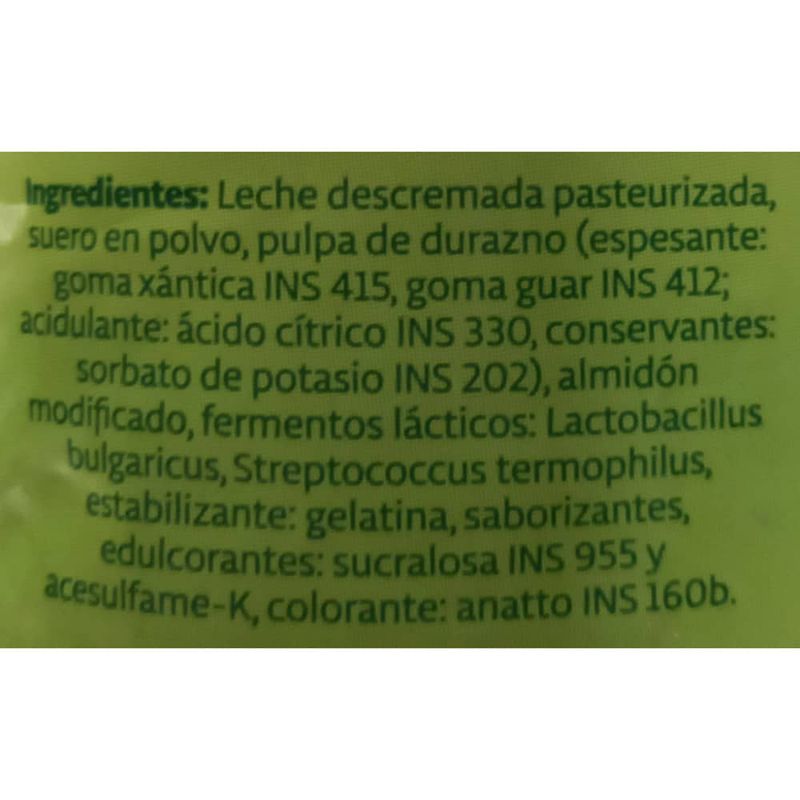 Ingredientes: Leche descremada pasteurizada,
suero en polvo, pulpa de durazno (espesante:
goma xántica INS 415, goma guar INS 412;
acidulante: ácido cítrico INS 330, conservantes:
sorbato de potasio INS 202), almidón
modificado, fermentos lácticos: Lactobacillus
bulgaricus, Streptococcus termophilus,
estabilizante: gelatina, saborizantes,
edulcorantes: sucralosa INS 955 y
acesulfame-K, colorante: anatto INS 160b.